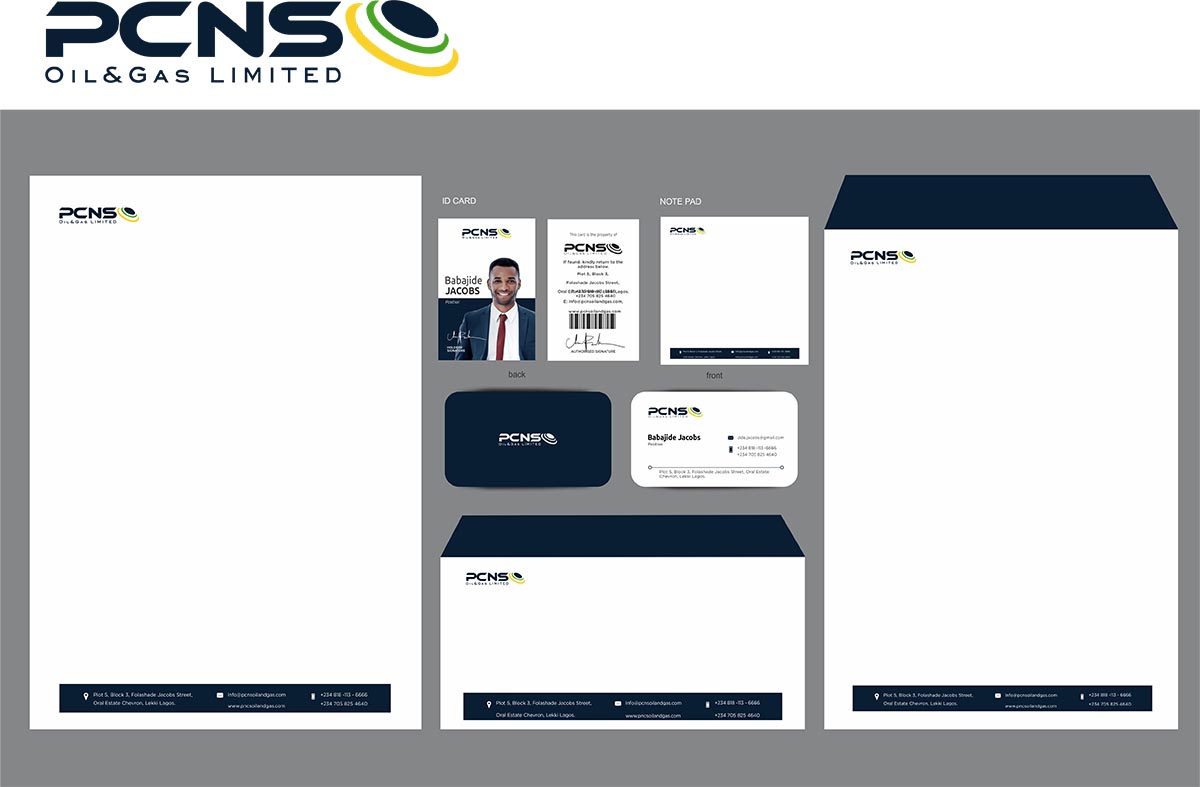 PCNS
OIL&GAS LIMITED
PCNS
OIL&GAS LIMITED
Plot 5, Block 3, Folashade Jacobs Street,
Oral Estate Chevron, Lekki Lagos.
info@pcnsoilandgas.com
www.pricsoilandgas.com
+234 818 -113 - 6666
+234 705 825 4640
ID CARD
PCNS
OIL&GAS LIMITED
Babajide
JACOBS
Position
HOLDERS
SIGNATURE
This card is the property of
PCNS
OIL&GAS LIMITED
If found, kindly return to the
address below.
Plot 5, Block 3,
Folashade Jacobs Street,
+234 705 825 4640
E: info@pcnsoilandgas.com,
www.pcnsoilandgas.com
AUTHORISED SIGNATURE
NOTE PAD
PCNS
OIL&GAS LIMITED
back
PCNS
OIL&GAS LIMITED
front
PCNS
OIL&GAS LIMITED
Babajide Jacobs
Position
Jide.jacobs@gmail.com
+234 818 -113 -6666
+234 705 825 4640
Plot 5, Block 3, Folashade Jacobs Street, Oral Estate
Chevron, Lekki Lagos.
PCNS
OIL&GAS LIMITED
Plot 5, Block 3, Folashade Jacobs Street,
Oral Estate Chevron, Lekki Lagos.
info@pcnsoilandgas.com
www.pcnsoilandgas.com
+234 818 -113 - 6666
+234 705 825 4640
PCNS
OIL&GAS LIMITED
Plot 5, Block 3, Folashade Jacobs Street,
Oral Estate Chevron, Lekki Lagos.
info@pcnsoilandgas.com
www.pcnsoilandgas.com
+234 818 -113 - 6666
+234 705 825 4640